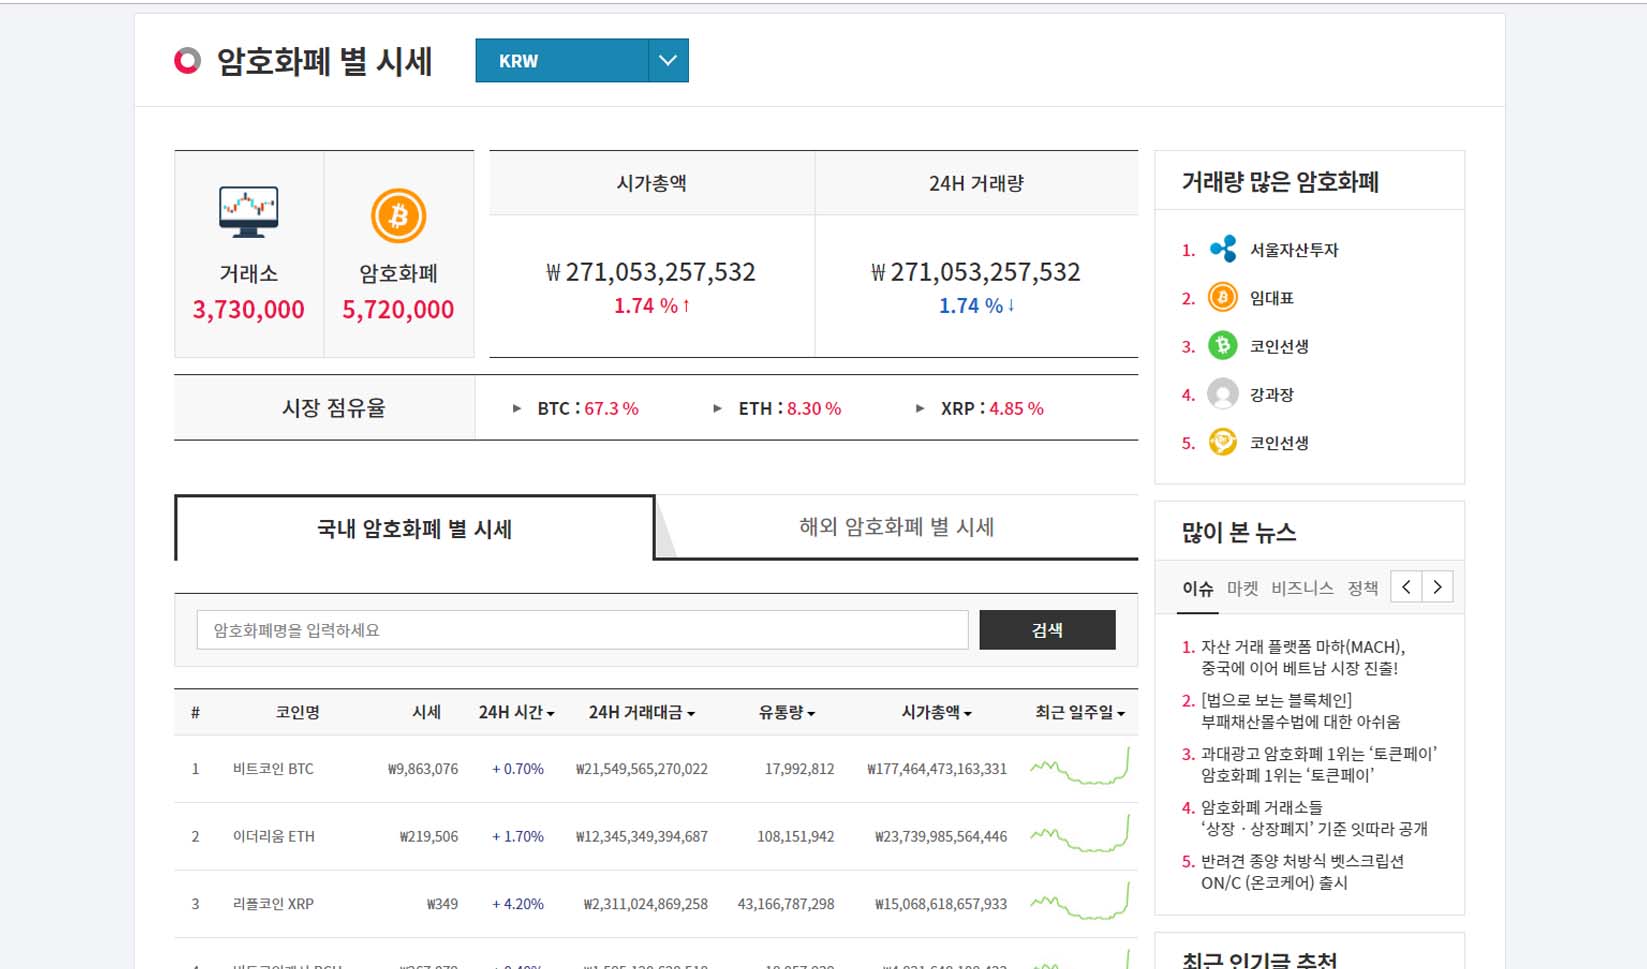 암호화폐 별 시세
KRW
거래소
3,730,000
암호화폐
5,720,000
시가총액
24H 거래량
₩ 271,053,257,532
1.74 % ↑
₩ 271,053,257,532
1.74 % ↓
시장 점유율
▶ BTC : 67.3 %
▶ ETH : 8.30 %
▶ XRP : 4.85 %
국내 암호화폐 별 시세
해외 암호화폐 별 시세
암호화폐명을 입력하세요
검색
# 코인명 시세 24H 시간 24H 거래대금 유통량 시가총액 최근 일주일
1 비트코인 BTC ₩9,863,076 + 0.70% ₩21,549,565,270,022 17,992,812 ₩177,464,473,163,331
2 이더리움 ETH ₩219,506 + 1.70% ₩12,345,349,394,687 108,151,942 ₩23,739,985,564,446
3 리플코인 XRP ₩349 + 4.20% ₩2,311,024,869,258 43,166,787,298 ₩15,068,618,657,933
거래량 많은 암호화폐
1. 서울자산투자
2. 임대표
3. 코인선생
4. 강과장
5. 코인선생
많이 본 뉴스
이슈 마켓 비즈니스 정책
1. 자산 거래 플랫폼 마하(MACH),
중국에 이어 베트남 시장 진출!
2. [법으로 보는 블록체인]
부패채산몰수법에 대한 아쉬움
3. 과대광고 암호화폐 1위는 ‘토큰페이’
암호화폐 1위는 ‘토큰페이’
4. 암호화폐 거래소들
‘상장ㆍ상장폐지’ 기준 잇따라 공개
5. 반려견 종양 처방식 벳스크립션
ON/C (온코케어) 출시
최근 인기글 추천